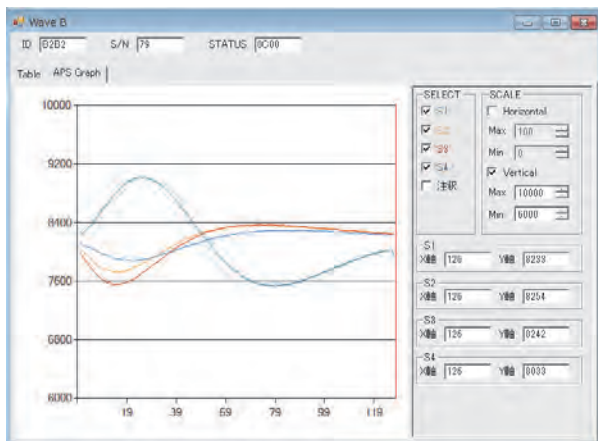 Wave B
ID B2B2 S/N 79 STATUS 0C00
Table APS Graph
SELECT
S1
S2
S3
S4
注釈
SCALE
Horizontal
Max 100
Min 0
Vertical
Max 10000
Min 6000
10000
9200
8400
7600
6800
6000
19 39 59 79 99 119
S1
X軸 126 Y軸 8233
S2
X軸 126 Y軸 8254
S3
X軸 126 Y軸 8242
S4
X軸 126 Y軸 8033